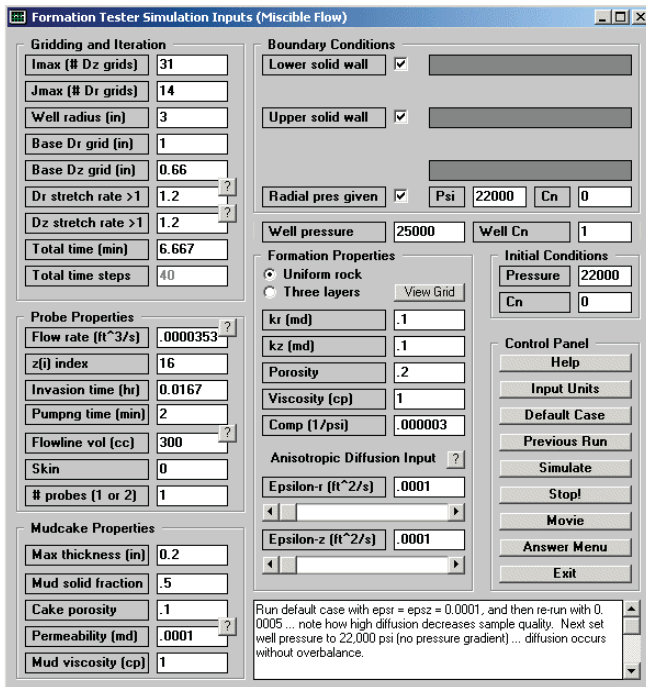 Formation Tester Simulation Inputs (Miscible Flow)
Gridding and Iteration
Imax (# Dz grids) 31
Jmax (# Dr grids) 14
Well radius (in) 3
Base Dr grid (in) 1
Base Dz grid (in) 0.66
Dr stretch rate >1 1.2 ?
Dz stretch rate >1 1.2 ?
Total time (min) 6.667
Total time steps 40
Probe Properties
Flow rate (ft^3/s) .0000353 ?
z(i) index 16
Invasion time (hr) 0.0167
Pumpng time (min) 2
Flowline vol (cc) 300 ?
Skin 0
# probes (1 or 2) 1
Mudcake Properties
Max thickness (in) 0.2
Mud solid fraction .5
Cake porosity .1
Permeability (md) .0001 ?
Mud viscosity (cp) 1
Boundary Conditions
Lower solid wall
Upper solid wall
Radial pres given Psi 22000 Cn 0
Well pressure 25000 Well Cn 1
Formation Properties
Uniform rock
Three layers View Grid
kr (md) .1
kz (md) .1
Porosity .2
Viscosity (cp) 1
Comp (1/psi) .000003
Anisotropic Diffusion Input ?
Epsilon-r (ft^2/s) .0001
Epsilon-z (ft^2/s) .0001
Initial Conditions
Pressure 22000
Cn 0
Control Panel
Help
Input Units
Default Case
Previous Run
Simulate
Stop!
Movie
Answer Menu
Exit
Run default case with epsr = epsz = 0.0001, and then re-run with 0.
0005 ... note how high diffusion decreases sample quality. Next set
well pressure to 22,000 psi (no pressure gradient) ... diffusion occurs
without overbalance.